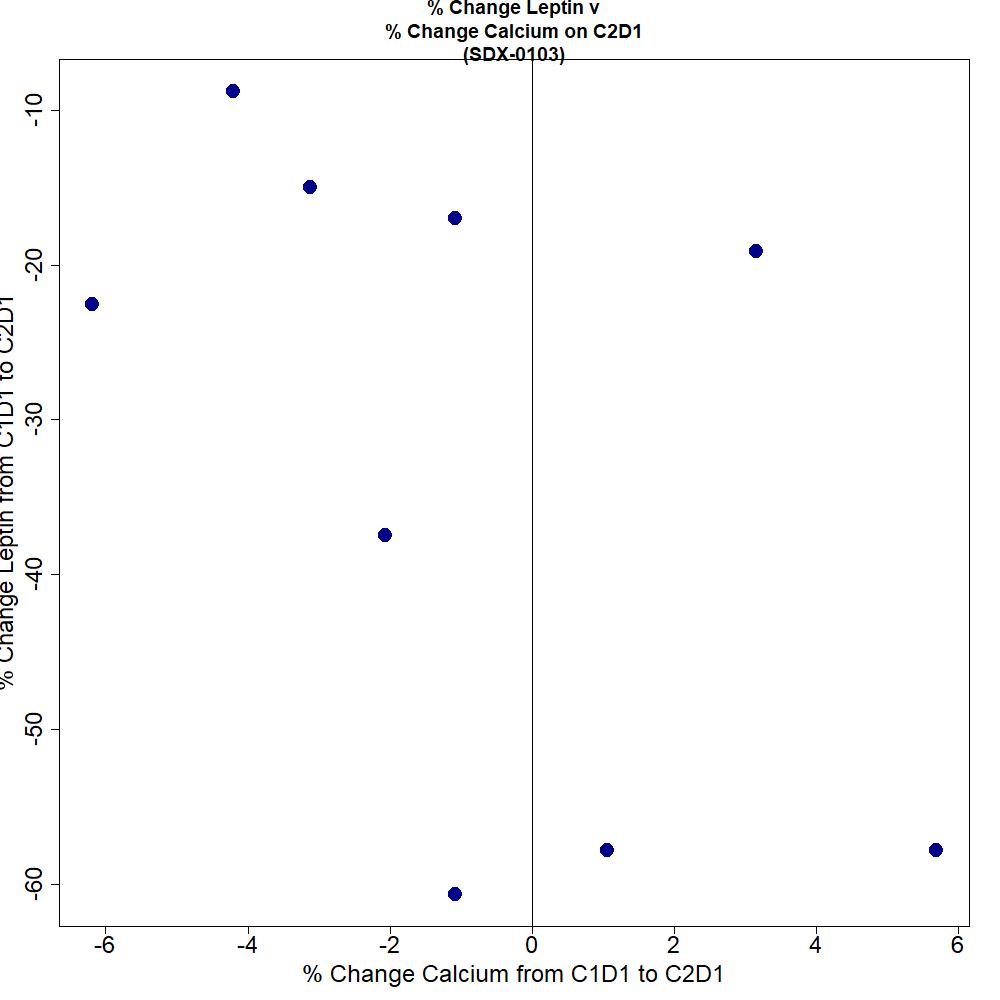 % Change Leptin v
% Change Calcium on C2D1
(SDX-0103)
% Change Leptin from C1D1 to C2D1
-10
-20
-30
-40
-50
-60
-6
-4
-2
0
2
4
6
% Change Calcium from C1D1 to C2D1